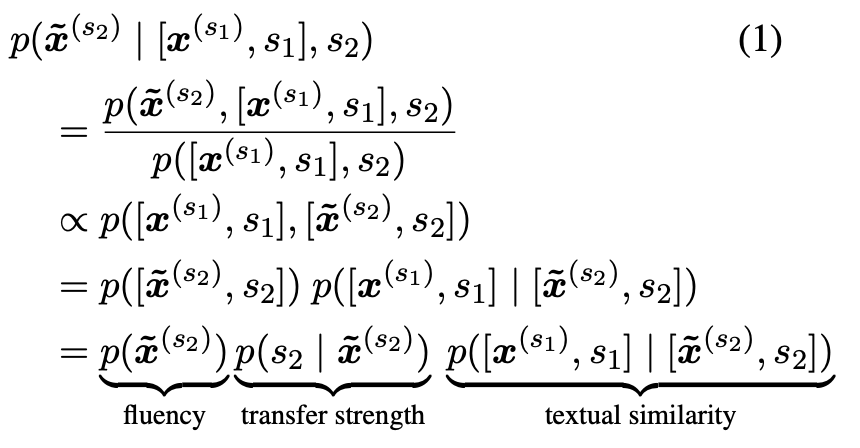 p(x̃^(s₂) | [x^(s₁), s₁], s₂) (1)
= p(x̃^(s₂), [x^(s₁), s₁], s₂) / p([x^(s₁), s₁], s₂)
∝ p([x^(s₁), s₁], [x̃^(s₂), s₂])
= p([x̃^(s₂), s₂]) p([x^(s₁), s₁] | [x̃^(s₂), s₂])
= p(x̃^(s₂)) p(s₂ | x̃^(s₂)) p([x^(s₁), s₁] | [x̃^(s₂), s₂])
fluency transfer strength textual similarity